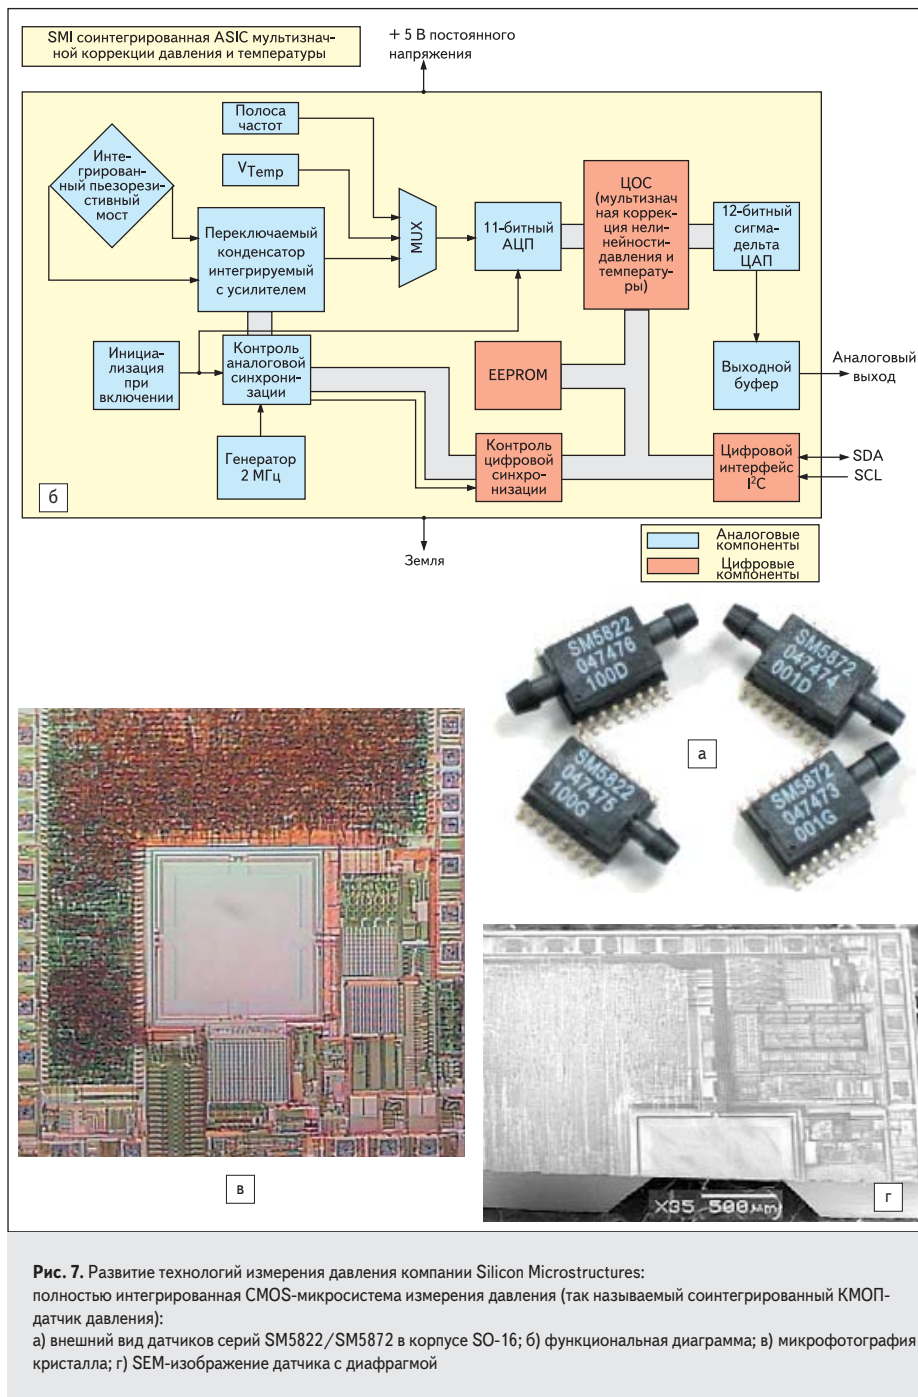 SMI соинтегрированная ASIC мультизнач-
ной коррекции давления и температуры
+ 5 В постоянного
напряжения
Полоса
частот
Инте-
грирован-
ный пьезорези-
стивный
мост
VTemp
Переключаемый
конденсатор
интегрируемый
с усилителем
MUX
11-битный
АЦП
ЦОС
(мультизнач
ная коррек-
ция нели-
нейности-
давления и
температу-
ры)
12-битный
сигма-
дельта
ЦАП
Инициа-
лизация
при
включении
Контроль
аналоговой
синхрони-
зации
EEPROM
Выходной
буфер
Аналоговый
выход
Генератор
2 МГц
Контроль
цифровой
синхро-
низации
Цифровой
интерфейс
I²C
SDA
SCL
б
Земля
Аналоговые
компоненты
Цифровые
компоненты
SM5822
047476
100D
SM5872
047474
001D
а
SM5822
047475
100G
SM5872
047473
001G
в
X35 500μm
г
Рис. 7. Развитие технологий измерения давления компании Silicon Microstructures:
полностью интегрированная CMOS-микросистема измерения давления (так называемый соинтегрированный КМОП-
датчик давления):
а) внешний вид датчиков серий SM5822/SM5872 в корпусе SO-16; б) функциональная диаграмма; в) микрофотография
кристалла; г) SEM-изображение датчика с диафрагмой